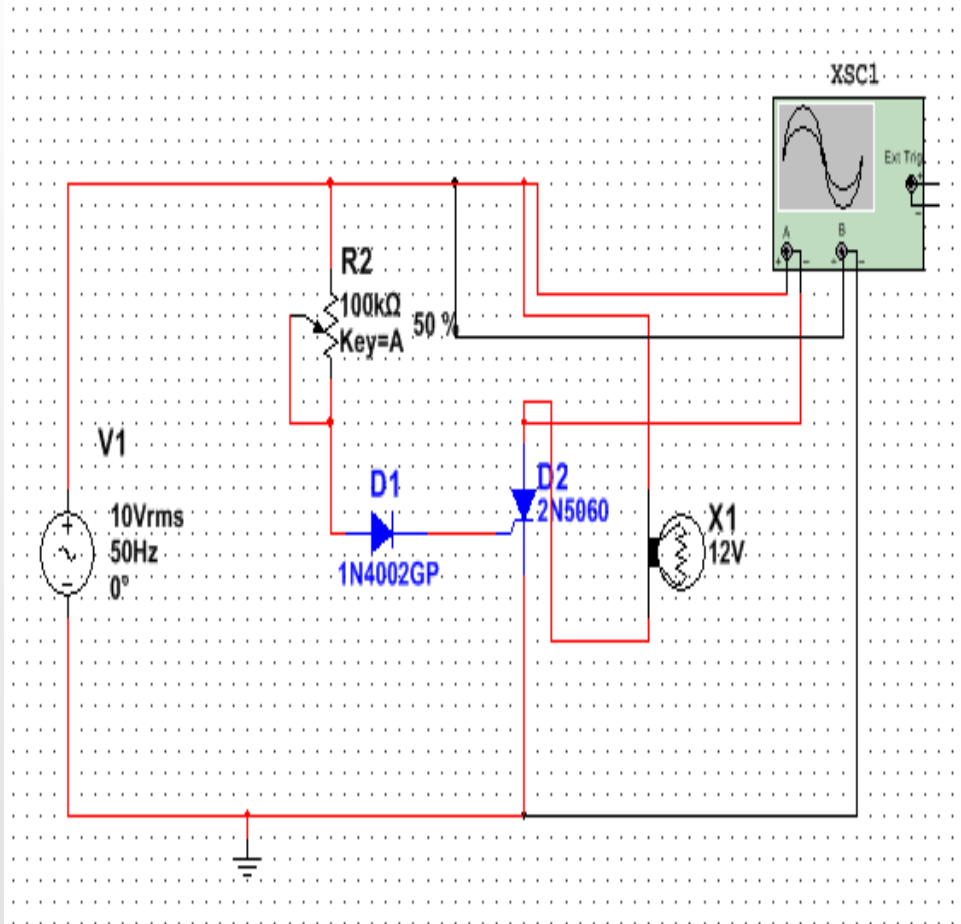 XSC1
Ext Trig
+
−
A
B
+
−
+
−
R2
100kΩ
50 %
Key=A
V1
10Vrms
50Hz
0°
+
−
D1
1N4002GP
D2
2N5060
X1
12V